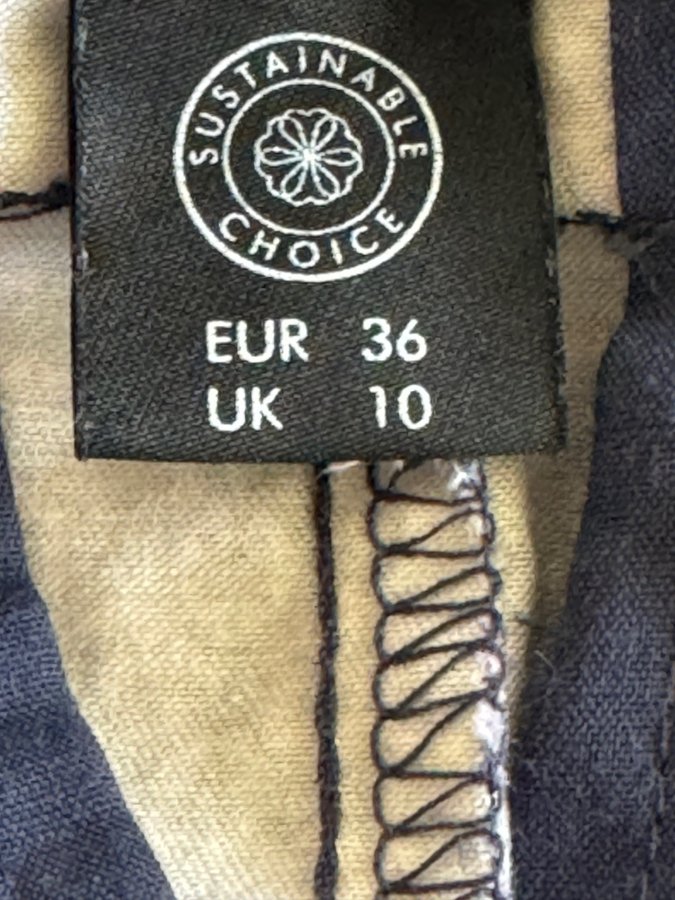 SUSTAINABLE
CHOICE
EUR 36
UK 10